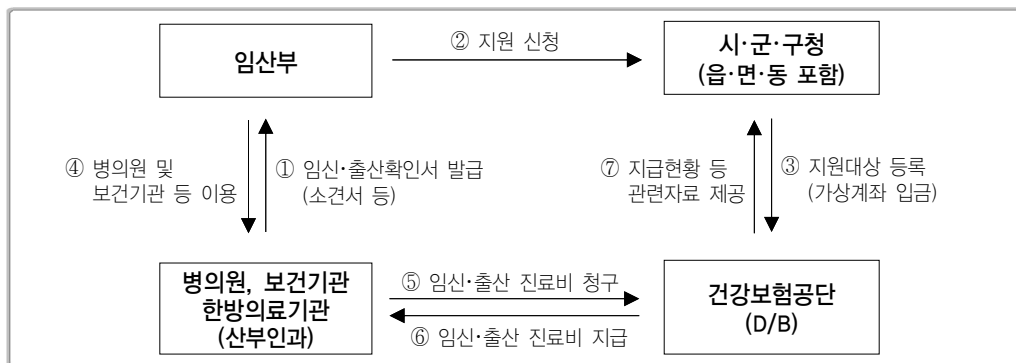 임산부
② 지원 신청
시·군·구청
(읍·면·동 포함)
④ 병의원 및
보건기관 등 이용
① 임신·출산확인서 발급
(소견서 등)
⑦ 지급현황 등
관련자료 제공
③ 지원대상 등록
(가상계좌 입금)
병의원, 보건기관
한방의료기관
(산부인과)
⑤ 임신·출산 진료비 청구
⑥ 임신·출산 진료비 지급
건강보험공단
(D/B)